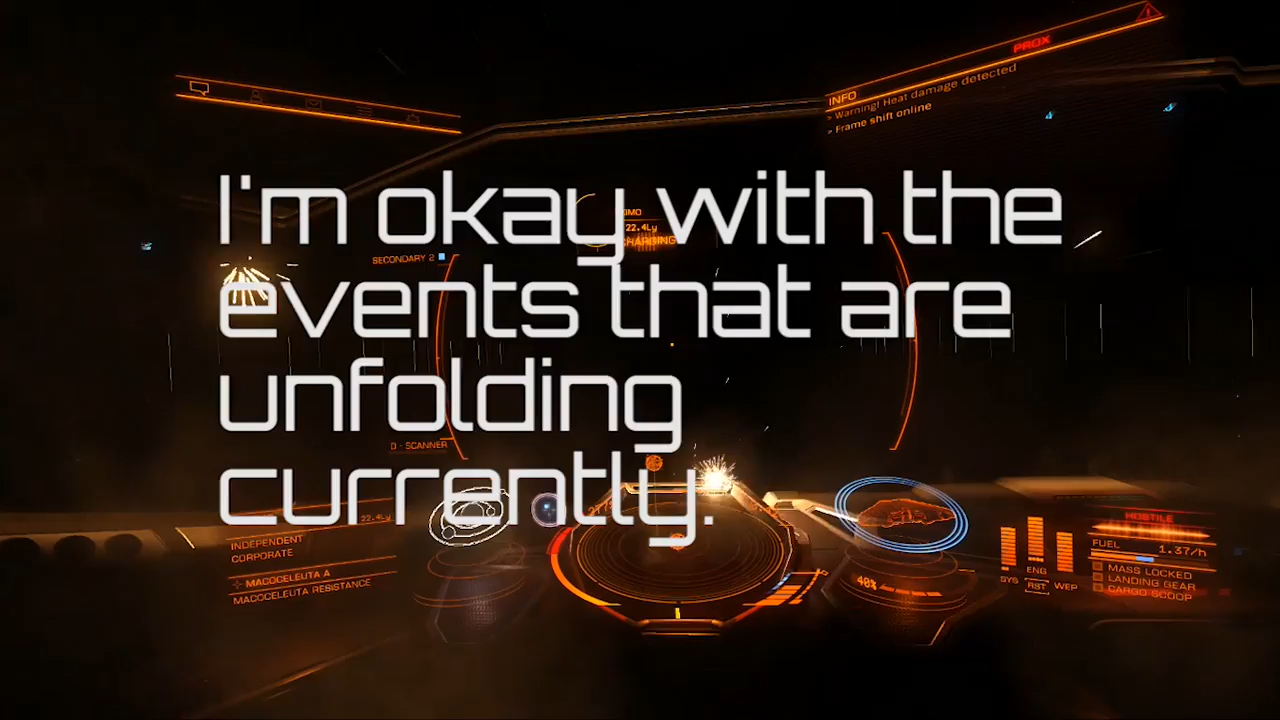 PROX
INFO
> Warning! Heat damage detected
> Frame shift online
I'm okay with the
events that are
unfolding
currently.
22.4Ly
CHARGING
SECONDARY 2
D - SCANNER
22.4Ly
INDEPENDENT
CORPORATE
MACOCELEUTA A
MACOCELEUTA RESISTANCE
48%
SYS
ENG
RST
WEP
HOSTILE
FUEL
1.37/h
MASS LOCKED
LANDING GEAR
CARGO SCOOP